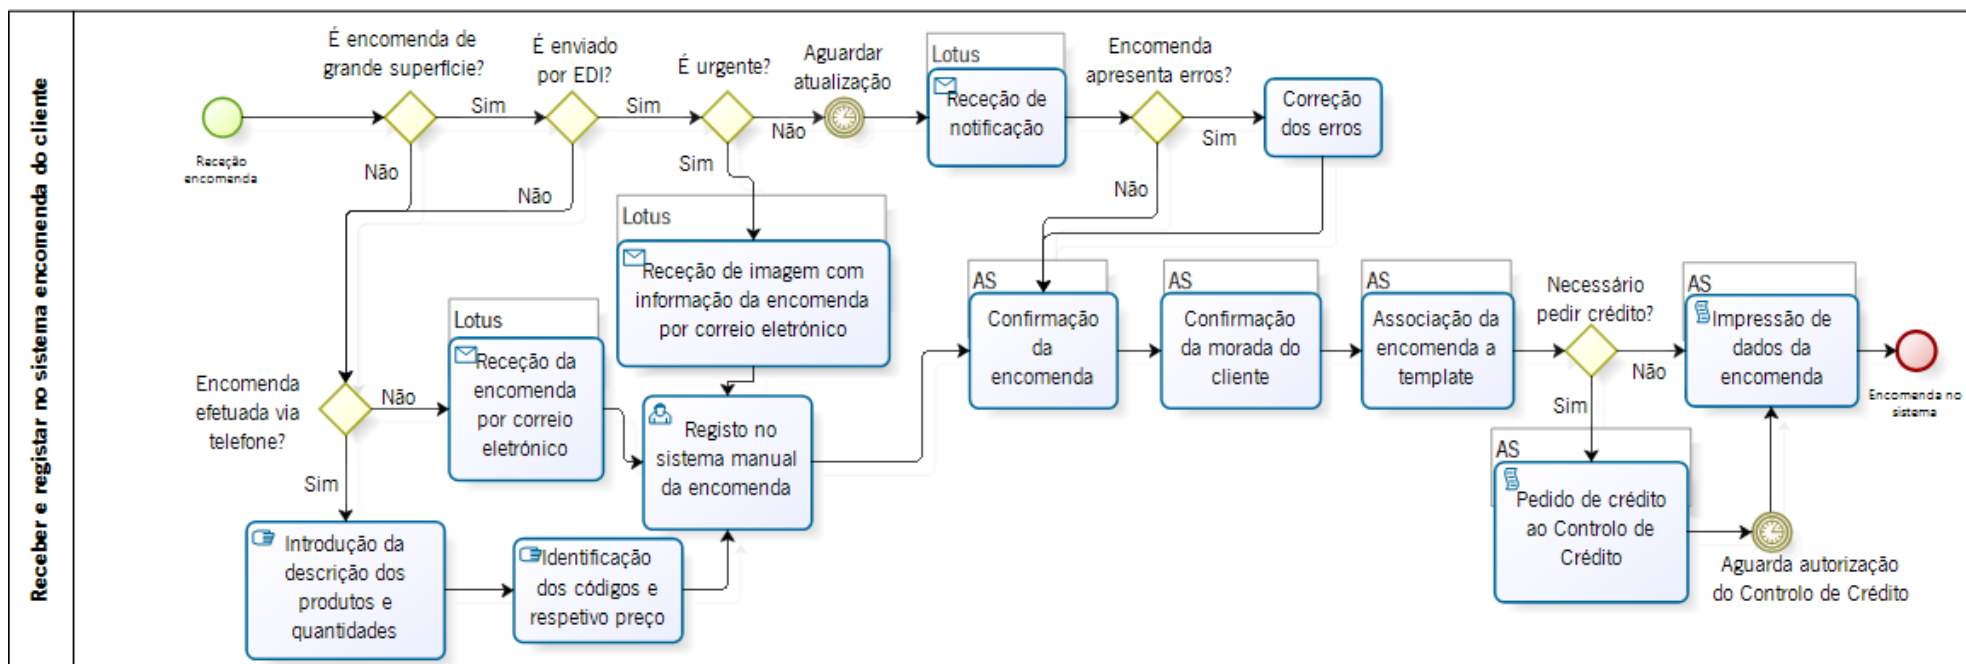 Receber e registar no sistema encomenda do cliente
Receção
encomenda
É encomenda de
grande superfície?
Sim
Não
É enviado
por EDI?
Sim
Não
É urgente?
Não
Sim
Aguardar
atualização
Lotus
Receção de
notificação
Encomenda
apresenta erros?
Sim
Não
Correção
dos erros
Lotus
Receção de imagem com
informação da encomenda
por correio eletrónico
Encomenda
efetuada via
telefone?
Não
Sim
Lotus
Receção da
encomenda
por correio
eletrónico
Registo no
sistema manual
da encomenda
Introdução da
descrição dos
produtos e
quantidades
Identificação
dos códigos e
respetivo preço
AS
Confirmação
da
encomenda
AS
Confirmação
da morada do
cliente
AS
Associação da
encomenda a
template
Necessário
pedir crédito?
Não
Sim
AS
Impressão de
dados da
encomenda
Encomenda no
sistema
AS
Pedido de crédito
ao Controlo de
Crédito
Aguarda autorização
do Controlo de Crédito